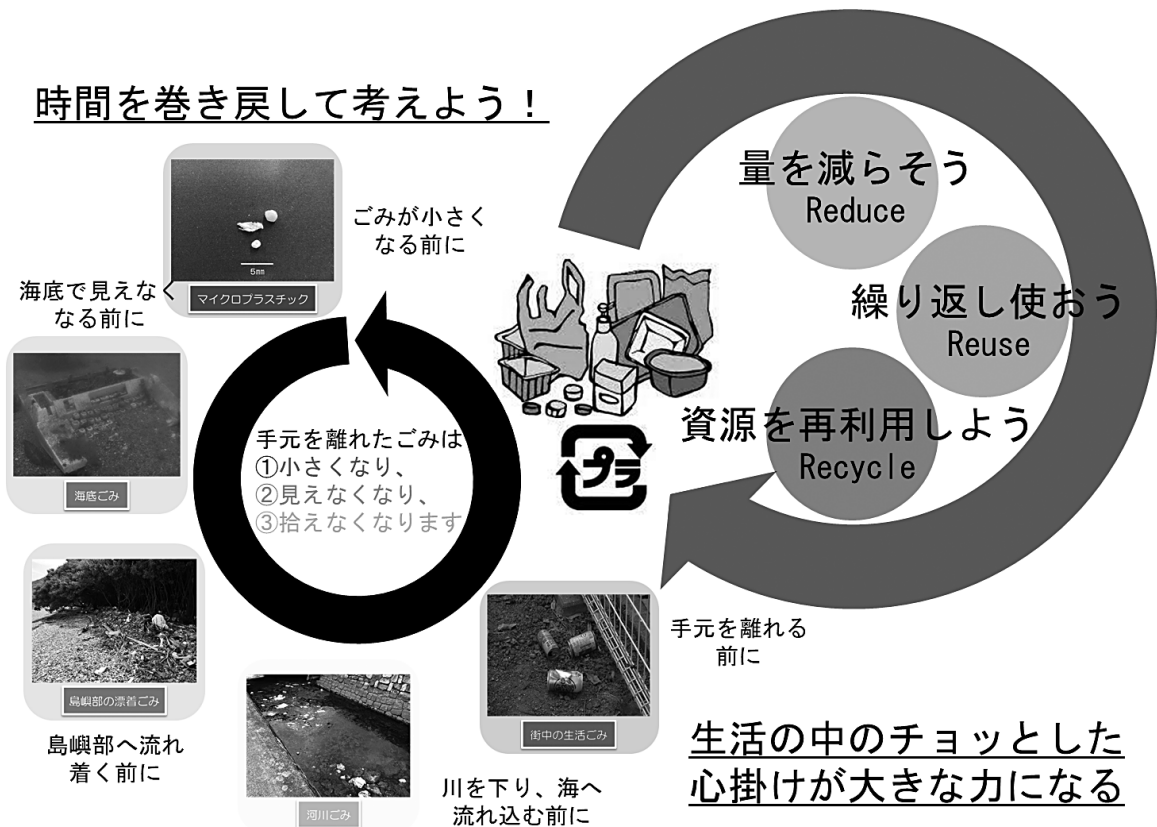 時間を巻き戻して考えよう！
ごみが小さく
なる前に
5mm
マイクロプラスチック
海底で見えなく
なる前に
海底ごみ
手元を離れたごみは
①小さくなり、
②見えなくなり、
③拾えなくなります
島嶼部の漂着ごみ
島嶼部へ流れ
着く前に
河川ごみ
川を下り、海へ
流れ込む前に
街中の生活ごみ
手元を離れる
前に
プラ
量を減らそう
Reduce
繰り返し使おう
Reuse
資源を再利用しよう
Recycle
生活の中のチョッとした
心掛けが大きな力になる